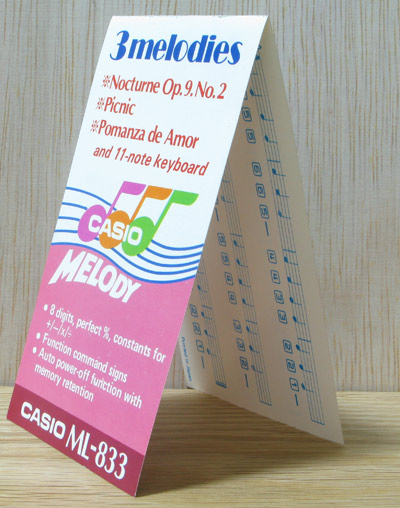 3melodies
※Nocturne Op.9.No.2
※Picnic
※Pomanza de Amor
and 11-note keyboard
CASIO
MELODY
• 8 digits, perfect %, constants for
+/−/×/÷
• Function command signs
• Auto power-off function with
memory retention
CASIO ML-833